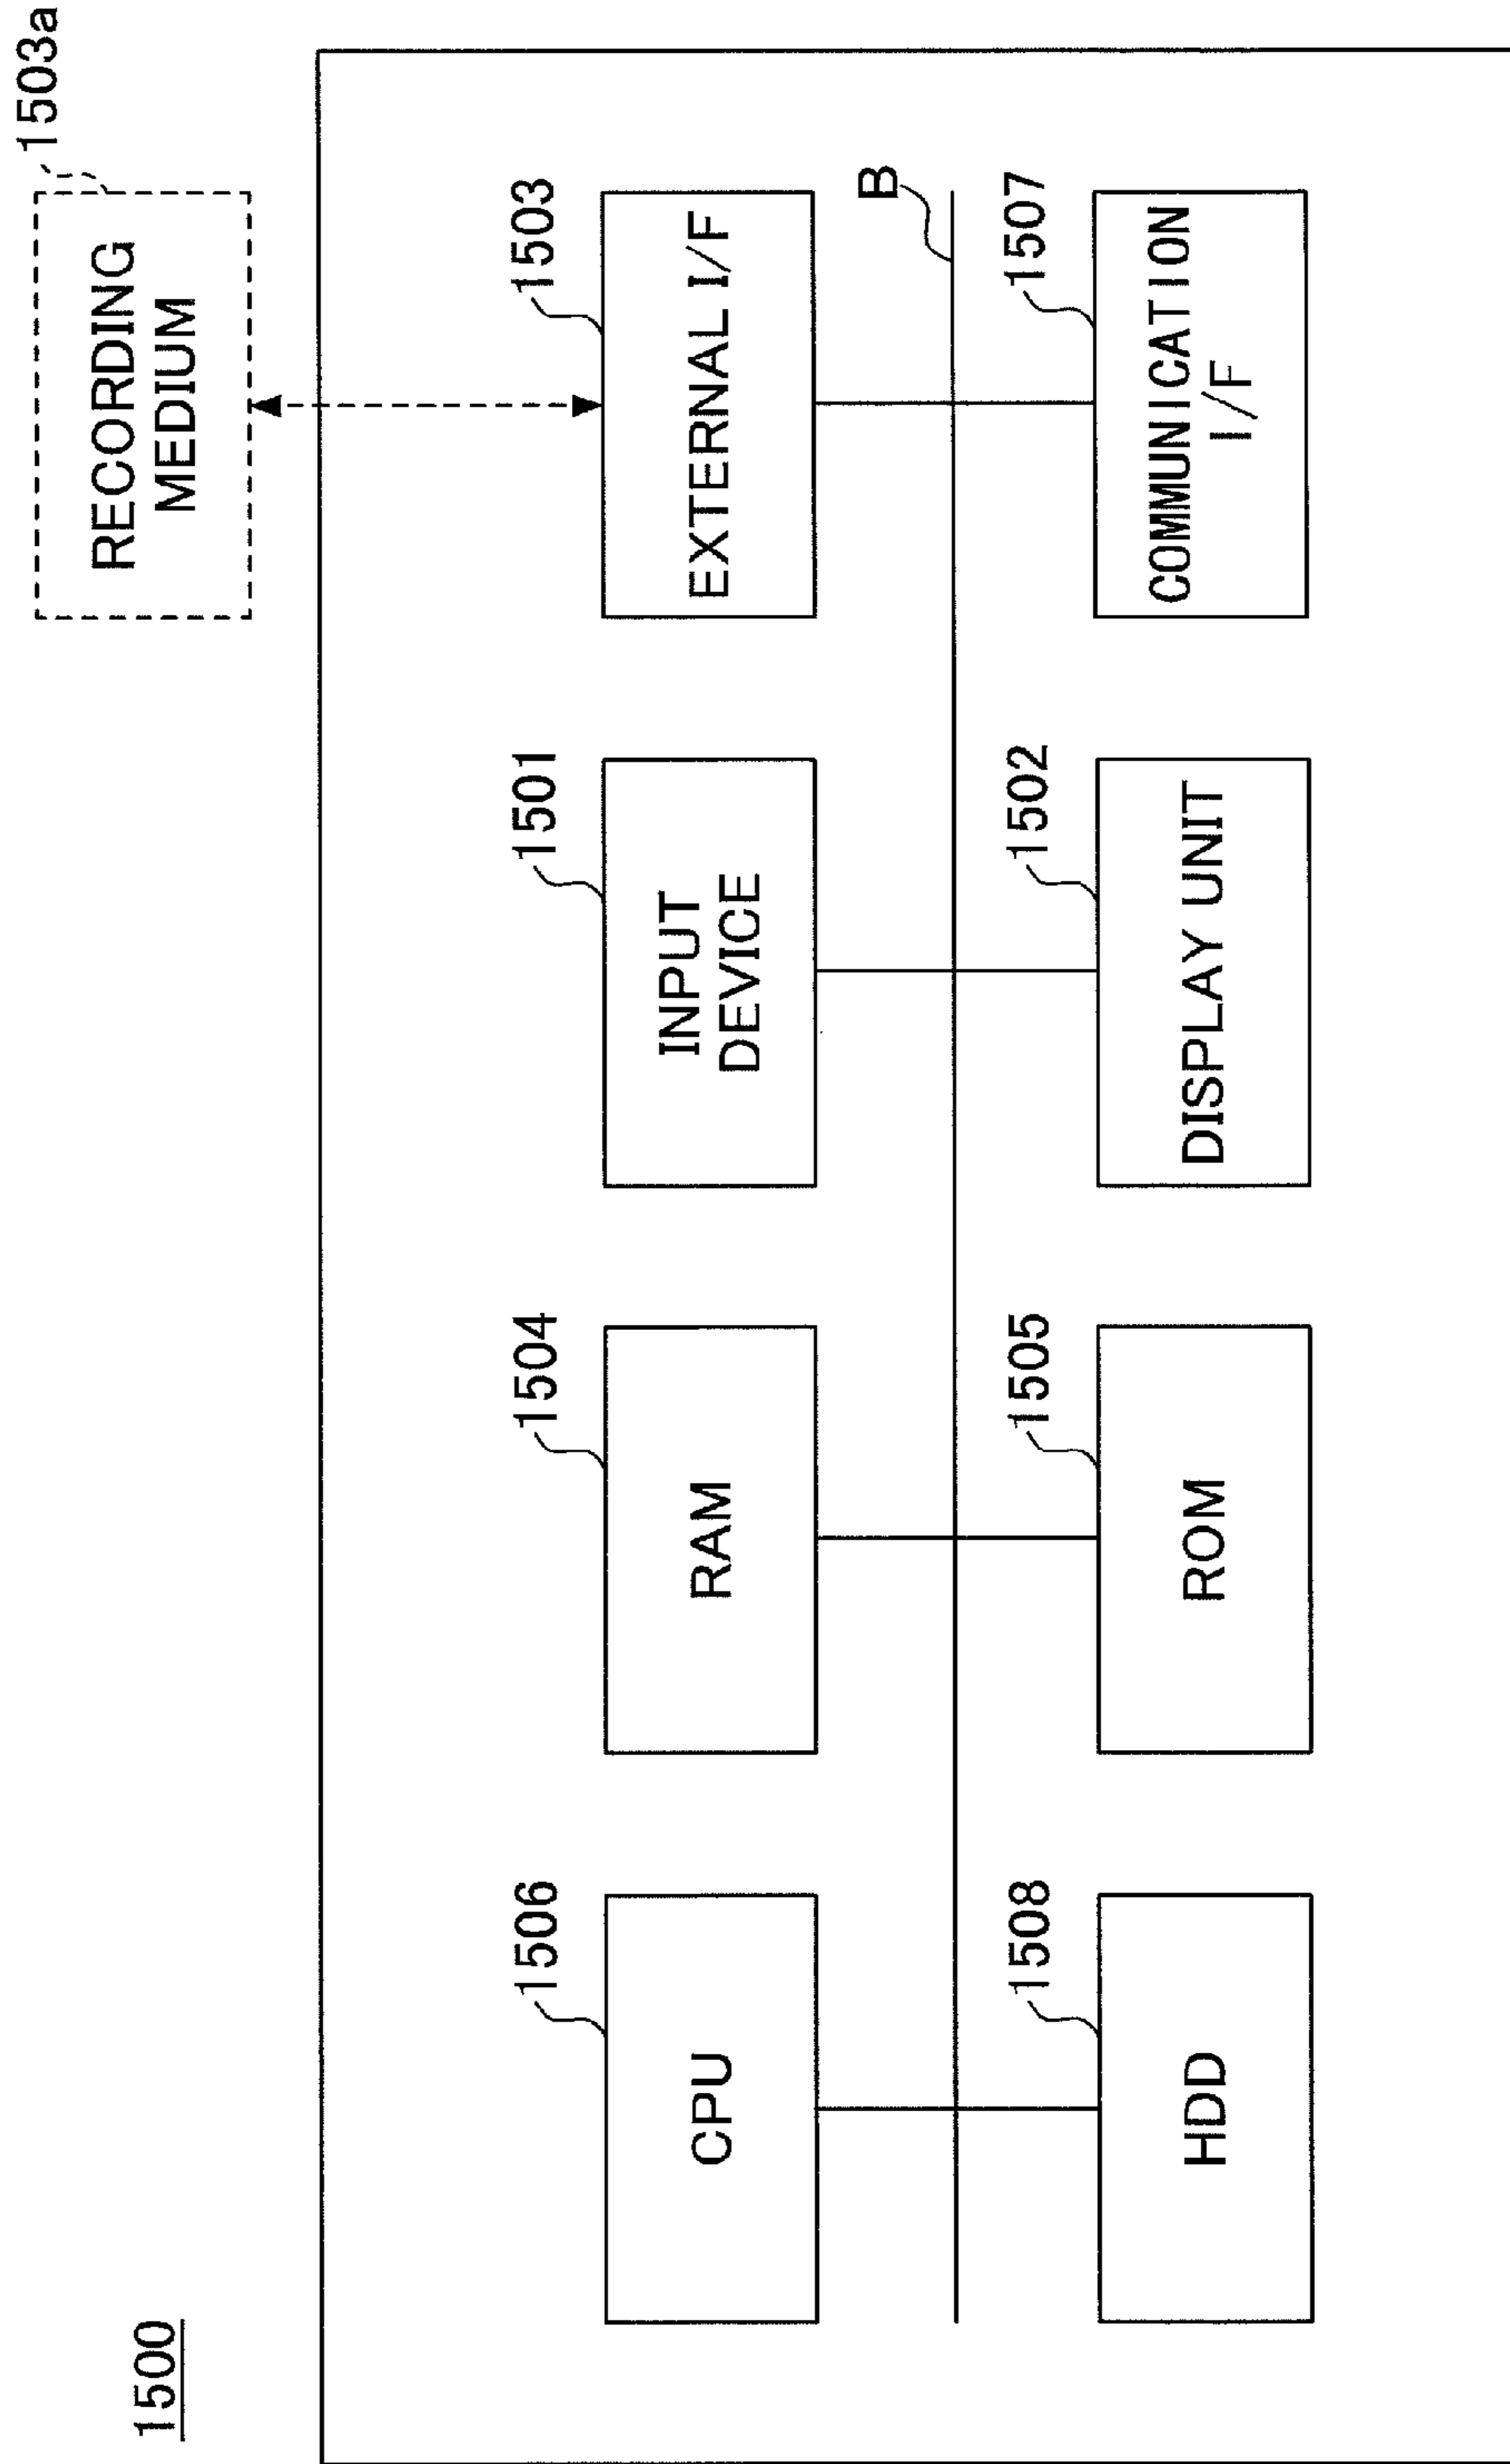 1500
RECORDING
MEDIUM
1503a
1506
CPU
1504
RAM
1501
INPUT
DEVICE
1503
EXTERNAL I/F
B
1508
HDD
1505
ROM
1502
DISPLAY UNIT
1507
COMMUNICATION
I/F